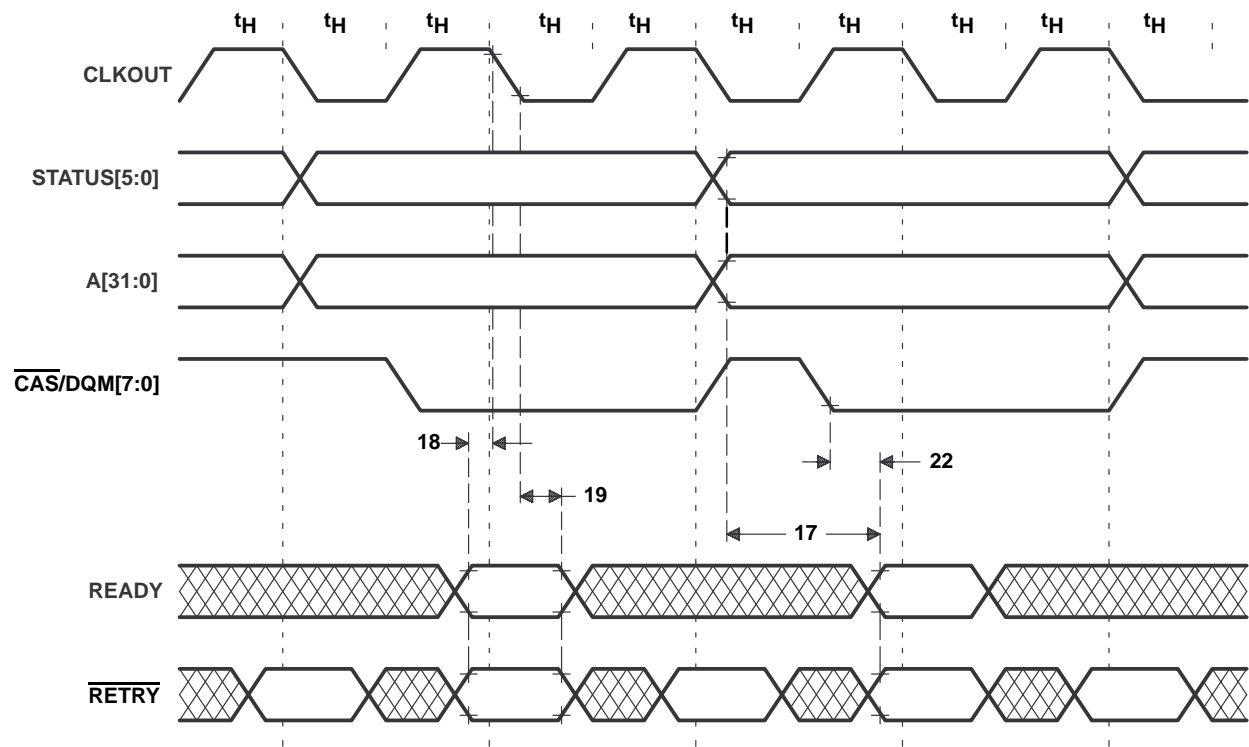 tH tH tH tH tH tH tH tH tH tH
CLKOUT
STATUS[5:0]
A[31:0]
CAS/DQM[7:0]
18
22
19
17
READY
RETRY